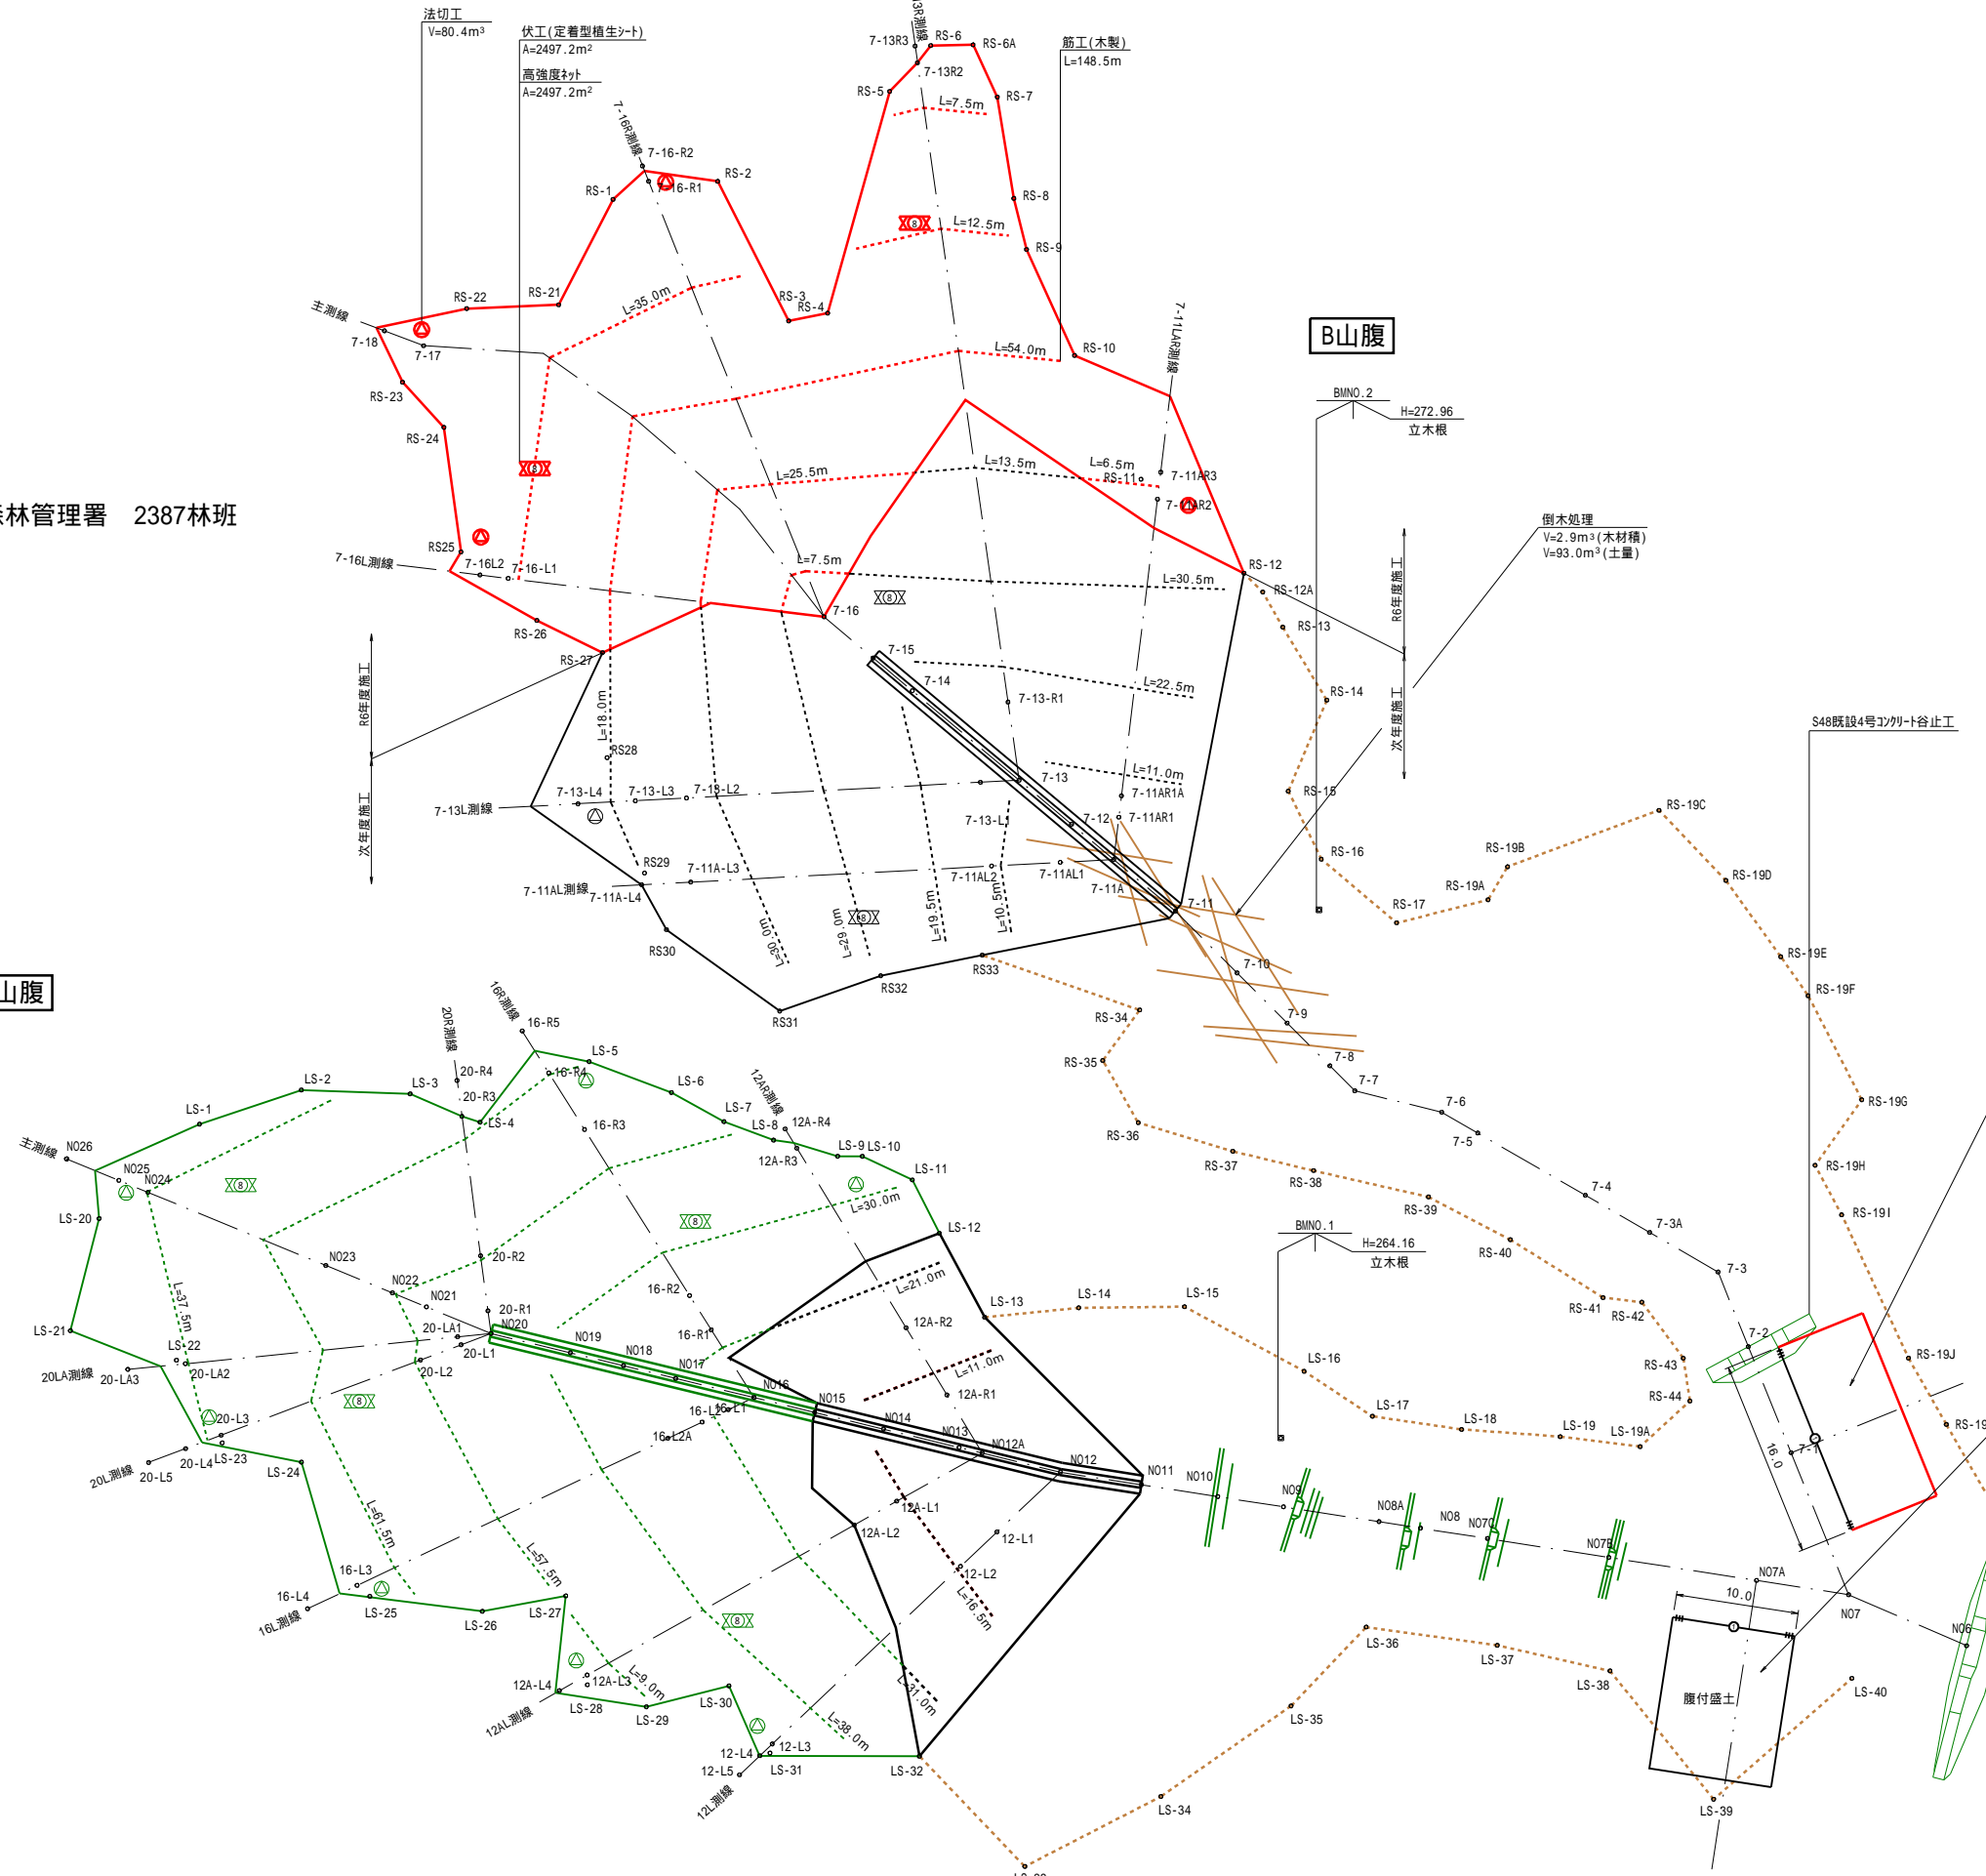 法切工
V=80.4m³
伏工(定着型植生ｼｰﾄ)
A=2497.2m²
高強度ﾈｯﾄ
A=2497.2m²
筋工(木製)
L=148.5m
13R測線
7-13R3
RS-6
RS-6A
7-13R2
RS-5
RS-7
L=7.5m
7-16R測線
7-16-R2
7-16-R1
RS-1
RS-2
RS-8
L=12.5m
RS-9
主測線
RS-22
RS-21
L=35.0m
RS-3
RS-4
7-18
7-17
L=54.0m
RS-10
7-11LAR測線
B山腹
BMNO.2
H=272.96
立木根
RS-23
RS-24
L=25.5m
L=13.5m
L=6.5m
RS-11
7-11AR3
7-11AR2
林管理署　2387林班
倒木処理
V=2.9m³(木材積)
V=93.0m³(土量)
RS25
7-16L測線
7-16L2
7-16-L1
L=7.5m
L=30.5m
RS-12
RS-12A
R6年度施工
次年度施工
RS-13
RS-26
7-16
RS-27
7-15
7-14
L=22.5m
7-13-R1
RS-14
R6年度施工
次年度施工
L=18.0m
RS28
S48既設4号ｺﾝｸﾘｰﾄ谷止工
7-13L測線
7-13-L4
7-13-L3
7-13-L2
7-13
L=11.0m
7-11AR1A
7-11AR1
7-12
7-13-L1
RS-15
RS-16
RS-19C
RS-19B
RS-19A
RS-19D
RS-17
7-11AL測線
RS29
7-11A-L4
7-11A-L3
7-11AL2
7-11AL1
7-11A
7-11
L=30.0m
L=29.0m
L=19.5m
L=10.5m
RS30
RS31
RS32
RS33
7-10
RS-19E
RS-19F
RS-34
7-9
7-8
RS-35
7-7
7-6
7-5
RS-36
RS-19G
RS-37
RS-38
RS-39
7-4
RS-19H
RS-40
7-3A
RS-19I
7-3
RS-41
RS-42
7-2
RS-43
RS-44
RS-19J
RS-19
7-1
16.0
山腹
16R測線
16-R5
20R測線
20-R4
20-R3
LS-1
LS-2
LS-3
LS-4
LS-5
16-R4
LS-6
12AR測線
12A-R4
12A-R3
LS-7
LS-8
LS-9
LS-10
LS-11
16-R3
主測線
NO26
NO25
NO24
LS-20
L=30.0m
LS-12
BMNO.1
H=264.16
立木根
NO23
20-R2
NO22
NO21
16-R2
L=21.0m
LS-13
LS-14
LS-15
L=37.5m
LS-21
LS-22
20-R1
NO20
20-LA1
20-L1
20-L2
16-R1
12A-R2
NO19
NO18
NO17
NO16
NO15
L=11.0m
12A-R1
20LA測線
20-LA3
20-LA2
LS-16
LS-17
LS-18
LS-19
LS-19A
16-L2
16-L1
16-L2A
NO14
NO13
NO12A
NO12
NO11
NO10
NO9
NO8A
NO8
NO7C
NO7B
NO7A
NO7
NO6
20L測線
20-L5
20-L4
20-L3
LS-23
LS-24
L=61.5m
L=57.5m
12A-L1
12A-L2
12-L1
12-L2
L=16.5m
16L測線
16-L4
16-L3
LS-25
LS-26
LS-27
10.0
腹付盛土
LS-36
LS-37
LS-38
LS-40
12AL測線
12A-L4
12A-L3
LS-28
LS-29
L=9.0m
LS-30
L=38.0m
L=31.0m
LS-35
12L測線
12-L5
12-L4
12-L3
LS-31
LS-32
LS-34
LS-39